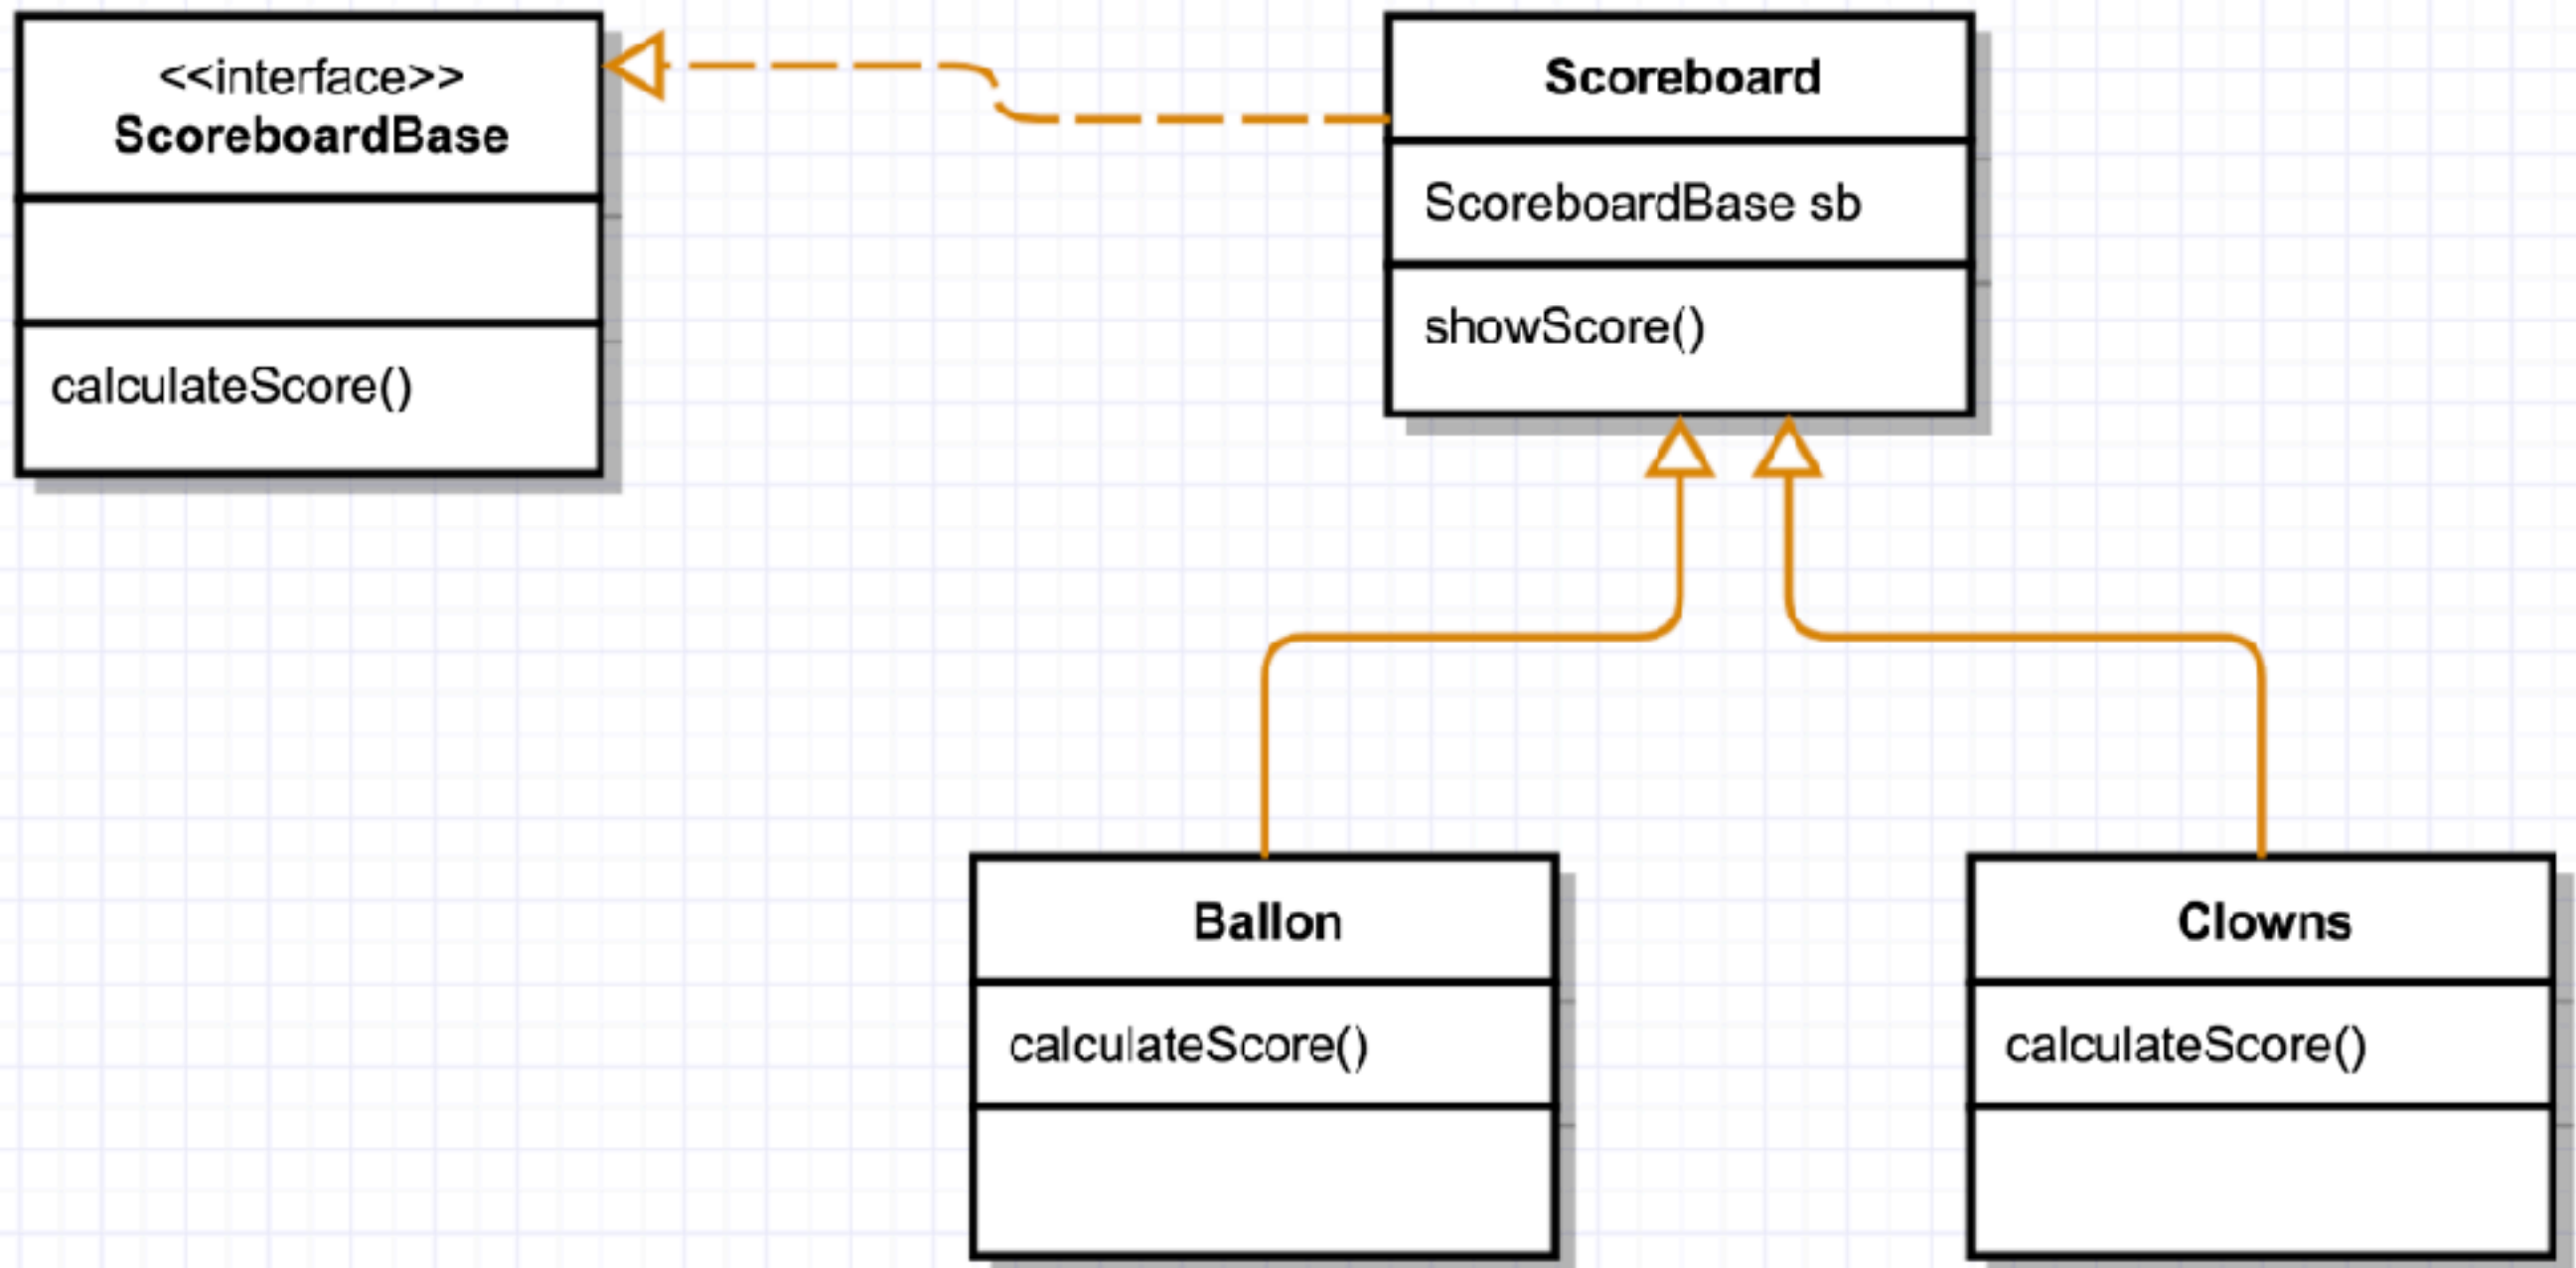 <<interface>>
ScoreboardBase
calculateScore()
Scoreboard
ScoreboardBase sb
showScore()
Ballon
calculateScore()
Clowns
calculateScore()